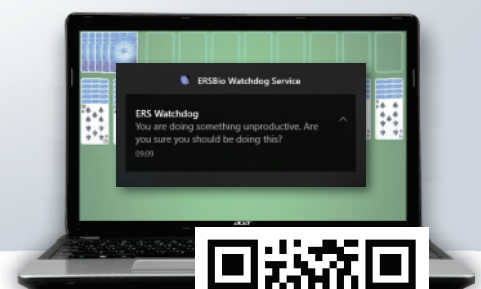 ERSBio Watchdog Service
ERS Watchdog
You are doing something unproductive. Are
you sure you should be doing this?
09:09
acer